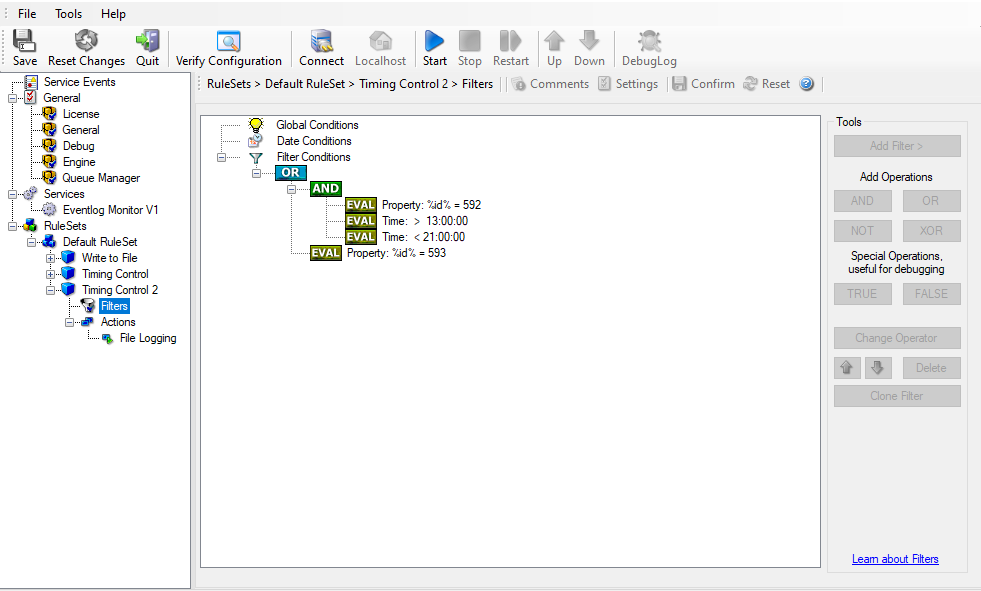 File Tools Help
Save Reset Changes Quit Verify Configuration Connect Localhost Start Stop Restart Up Down DebugLog
Service Events
General
License
General
Debug
Engine
Queue Manager
Services
Eventlog Monitor V1
RuleSets
Default RuleSet
Write to File
Timing Control
Timing Control 2
Filters
Actions
File Logging
RuleSets > Default RuleSet > Timing Control 2 > Filters Comments Settings Confirm Reset
Global Conditions
Date Conditions
Filter Conditions
OR
AND
EVAL Property: %id% = 592
EVAL Time: > 13:00:00
EVAL Time: < 21:00:00
EVAL Property: %id% = 593
Tools
Add Filter >
Add Operations
AND OR
NOT XOR
Special Operations,
useful for debugging
TRUE FALSE
Change Operator
Delete
Clone Filter
Learn about Filters